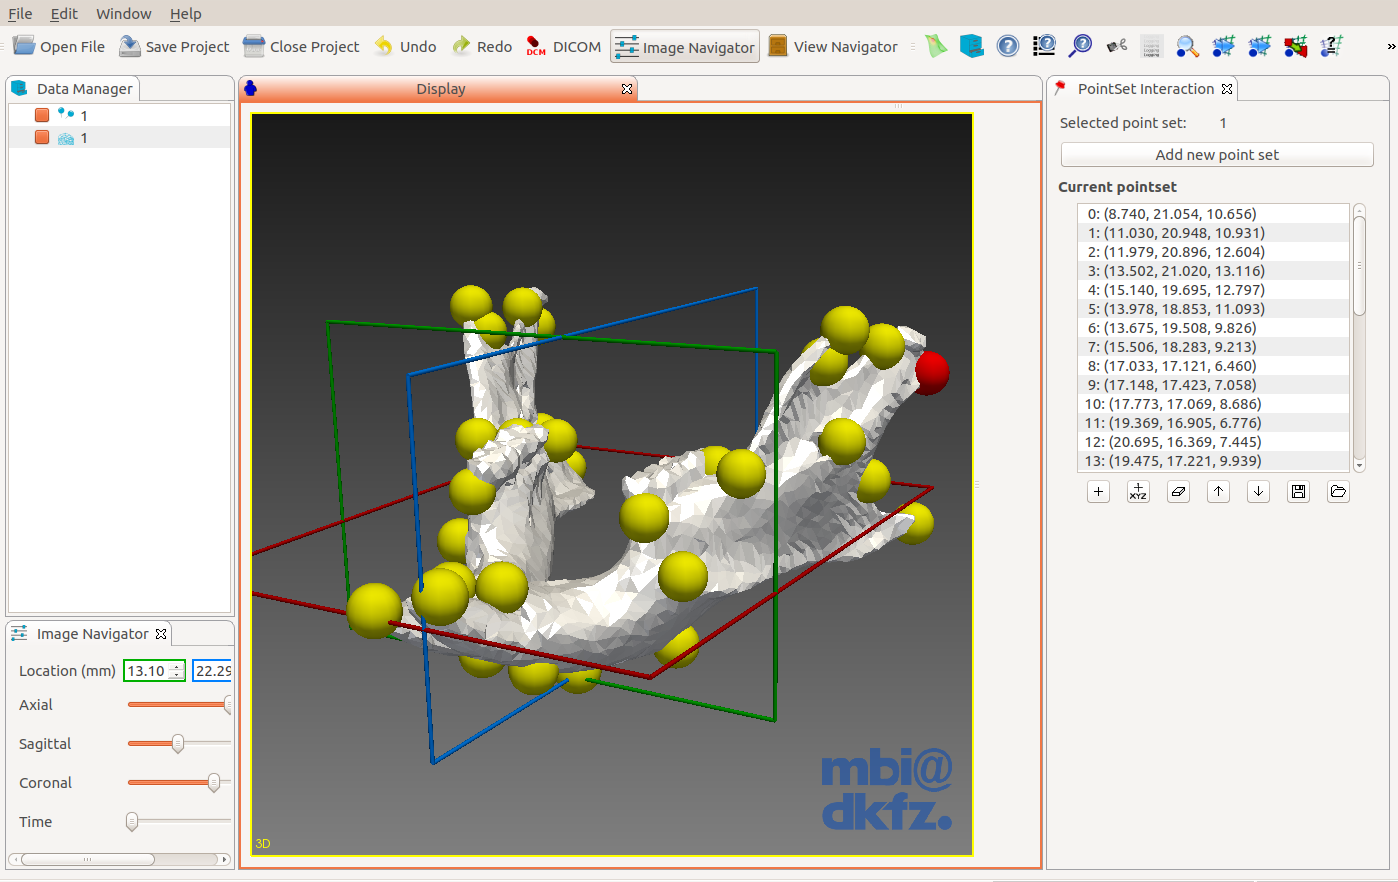 File Edit Window Help
Open File Save Project Close Project Undo Redo DCM DICOM Image Navigator View Navigator »
Data Manager
1
1
Image Navigator
Location (mm) 13.10 22.29
Axial
Sagittal
Coronal
Time
Display
3D
mbi@
dkfz.
PointSet Interaction
Selected point set: 1
Add new point set
Current pointset
0: (8.740, 21.054, 10.656)
1: (11.030, 20.948, 10.931)
2: (11.979, 20.896, 12.604)
3: (13.502, 21.020, 13.116)
4: (15.140, 19.695, 12.797)
5: (13.978, 18.853, 11.093)
6: (13.675, 19.508, 9.826)
7: (15.506, 18.283, 9.213)
8: (17.033, 17.121, 6.460)
9: (17.148, 17.423, 7.058)
10: (17.773, 17.069, 8.686)
11: (19.369, 16.905, 6.776)
12: (20.695, 16.369, 7.445)
13: (19.475, 17.221, 9.939)
+ + XYZ